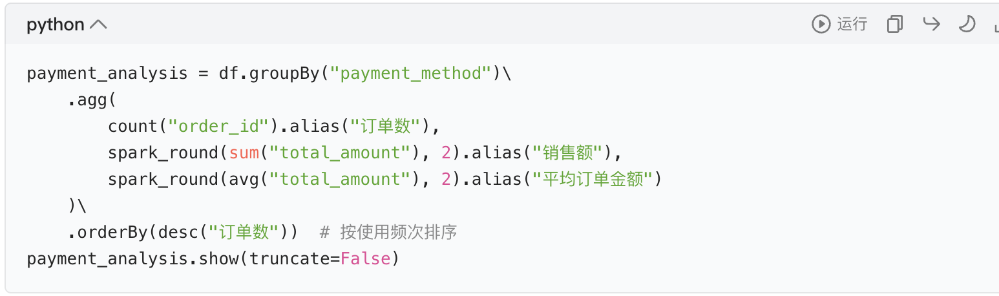 python
运行
payment_analysis = df.groupBy("payment_method")\
    .agg(
        count("order_id").alias("订单数"),
        spark_round(sum("total_amount"), 2).alias("销售额"),
        spark_round(avg("total_amount"), 2).alias("平均订单金额")
    )\
    .orderBy(desc("订单数"))  # 按使用频次排序
payment_analysis.show(truncate=False)